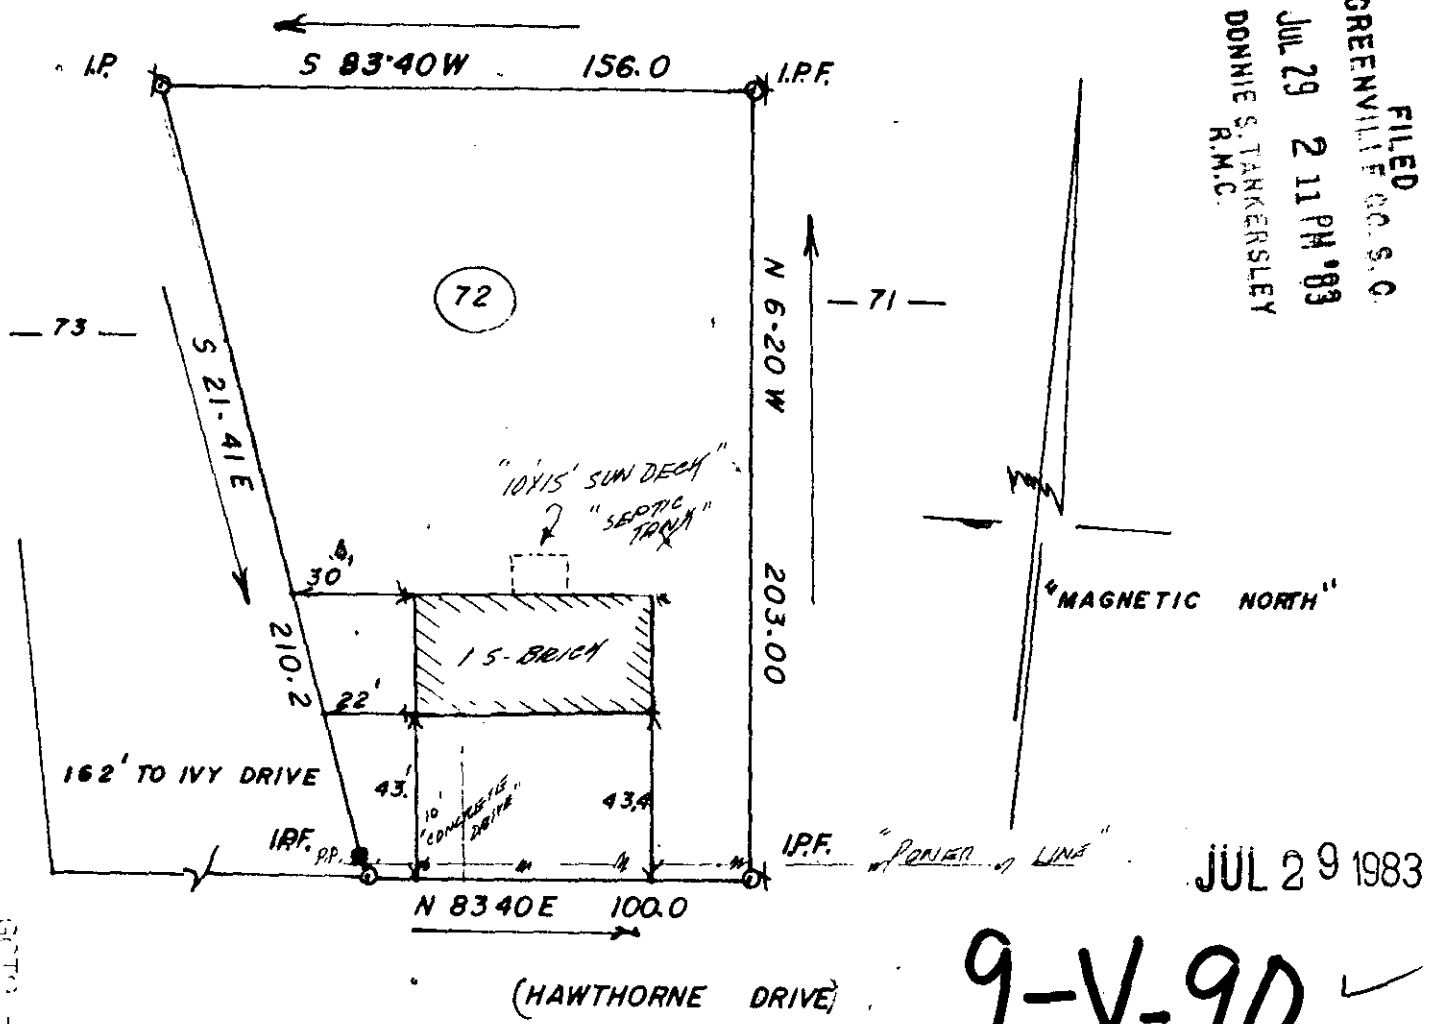 I.P.
S 83·40 W 156.0
I.P.F.
FILED
GREENVILLE CO. S. C.
JUL 29 2 11 PM '83
DONNIE S. TANKERSLEY
R.M.C.
72
73
71
S 21-41 E
210.2
N 6-20 W
203.00
"10'X15' SUN DECK"
"SEPTIC
TANK"
X
30'
1 S-BRICK
22'
"MAGNETIC NORTH"
162' TO IVY DRIVE
43.'
10'
"CONCRETE
DRIVE"
43.4
I.P.F.
P.P.
I.P.F.
"POWER LINE"
JUL 29 1983
N 83 40 E 100.0
(HAWTHORNE DRIVE)
9-V-90